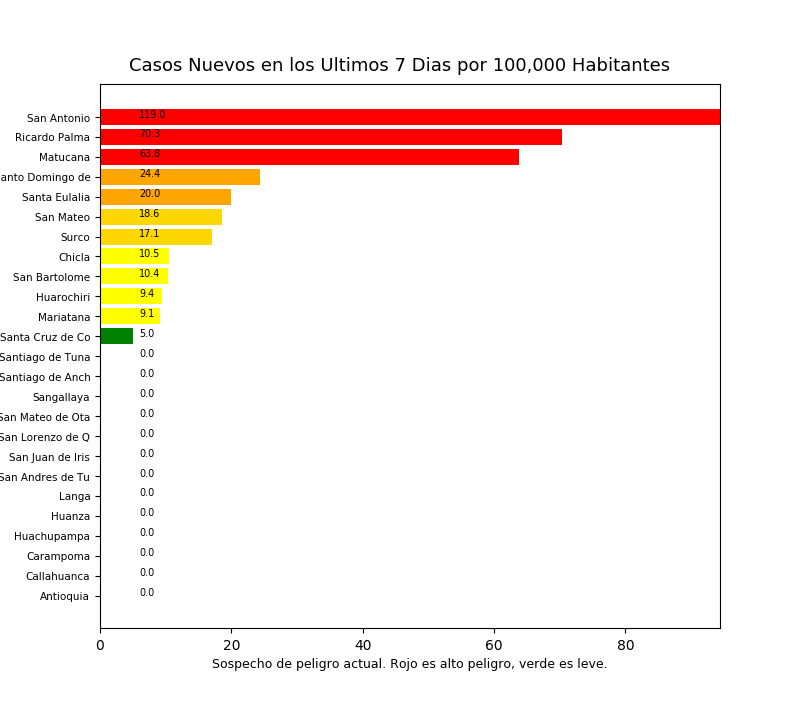 Casos Nuevos en los Ultimos 7 Dias por 100,000 Habitantes
San Antonio 119.0
Ricardo Palma 70.3
Matucana 63.8
anto Domingo de 24.4
Santa Eulalia 20.0
San Mateo 18.6
Surco 17.1
Chicla 10.5
San Bartolome 10.4
Huarochiri 9.4
Mariatana 9.1
Santa Cruz de Co 5.0
Santiago de Tuna 0.0
Santiago de Anch 0.0
Sangallaya 0.0
San Mateo de Ota 0.0
San Lorenzo de Q 0.0
San Juan de Iris 0.0
San Andres de Tu 0.0
Langa 0.0
Huanza 0.0
Huachupampa 0.0
Carampoma 0.0
Callahuanca 0.0
Antioquia 0.0
0 20 40 60 80
Sospecho de peligro actual. Rojo es alto peligro, verde es leve.